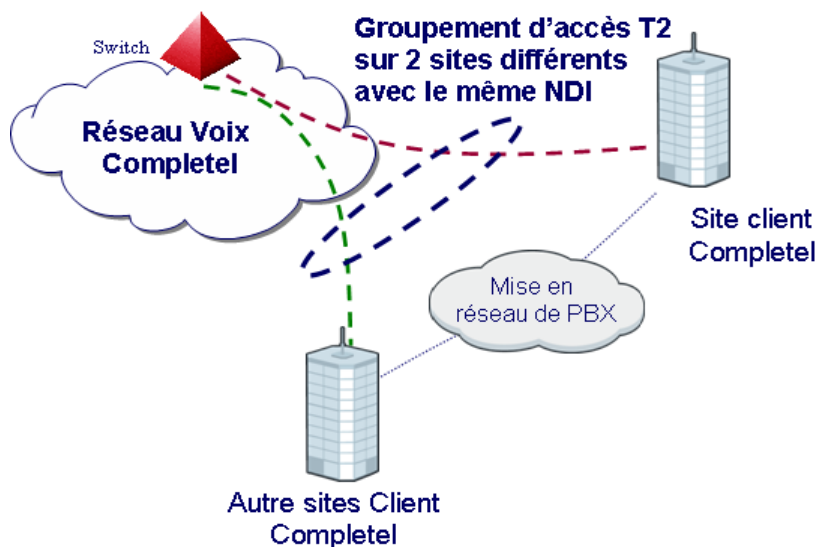 Groupement d'accès T2
sur 2 sites différents
avec le même NDI
Switch
Réseau Voix
Completel
Site client
Completel
Mise en
réseau de PBX
Autre sites Client
Completel